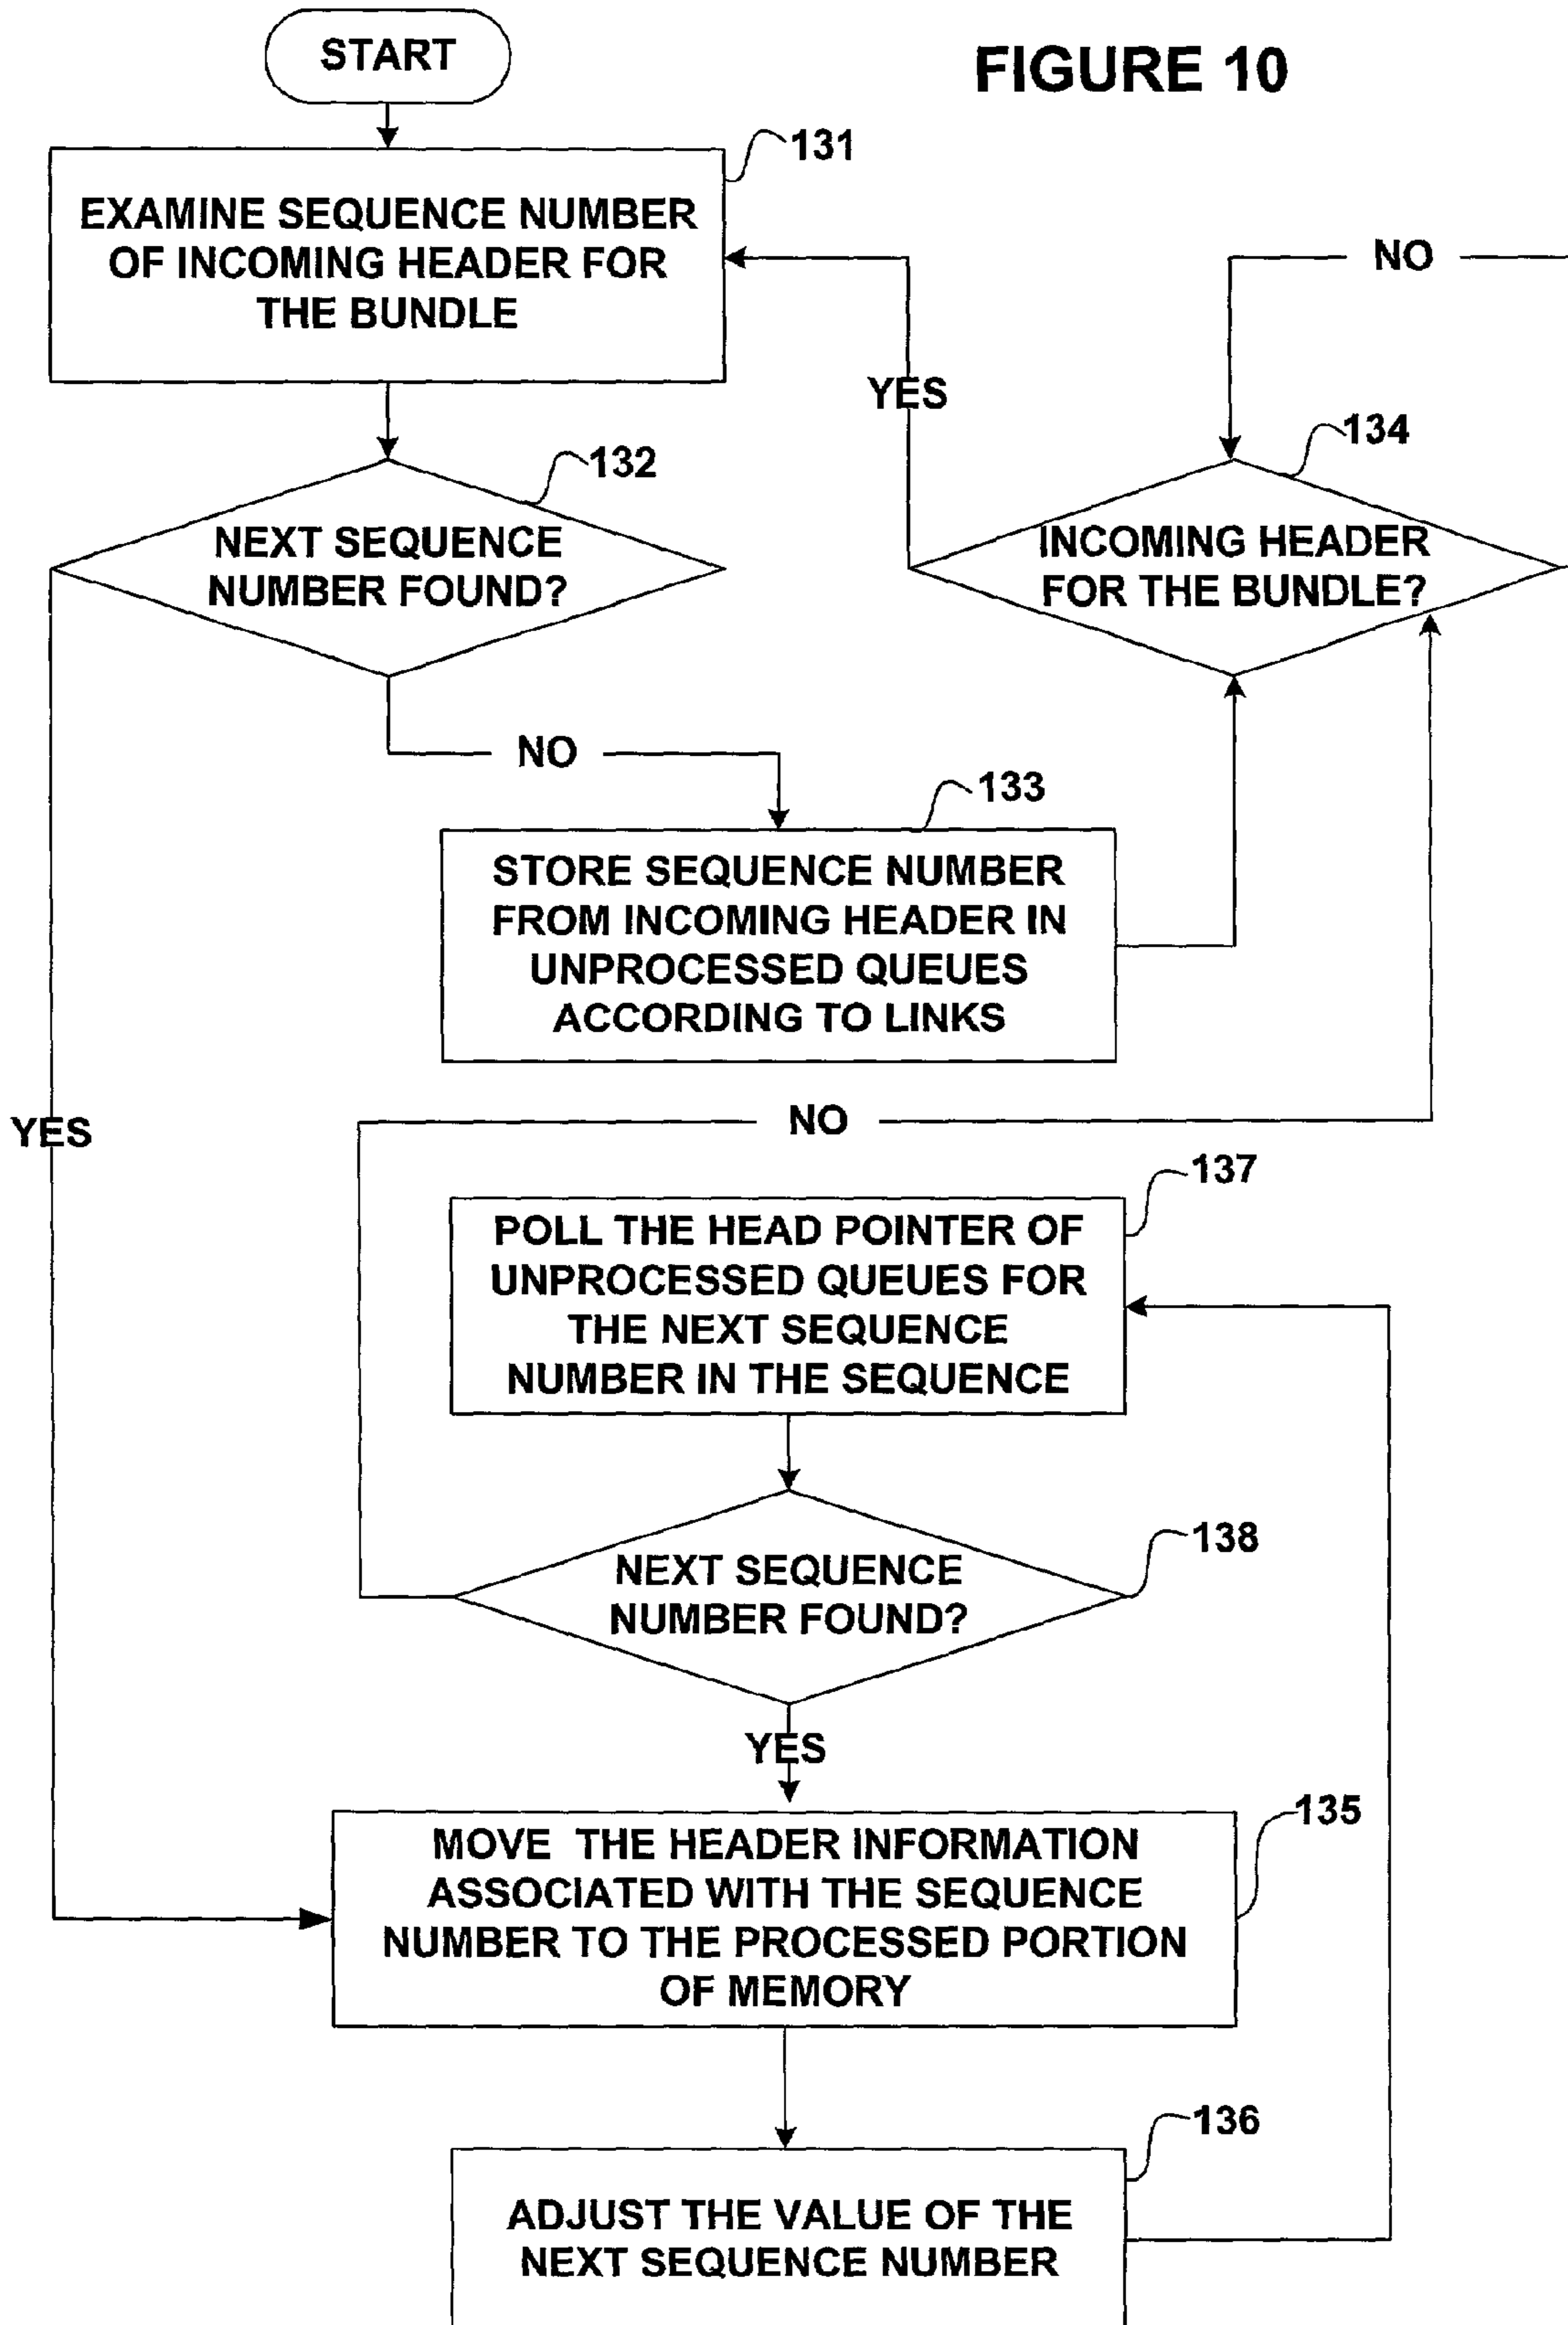 START
FIGURE 10
131
EXAMINE SEQUENCE NUMBER
OF INCOMING HEADER FOR
THE BUNDLE
NO
YES
134
132
NEXT SEQUENCE
NUMBER FOUND?
INCOMING HEADER
FOR THE BUNDLE?
NO
133
STORE SEQUENCE NUMBER
FROM INCOMING HEADER IN
UNPROCESSED QUEUES
ACCORDING TO LINKS
YES
NO
137
POLL THE HEAD POINTER OF
UNPROCESSED QUEUES FOR
THE NEXT SEQUENCE
NUMBER IN THE SEQUENCE
138
NEXT SEQUENCE
NUMBER FOUND?
YES
135
MOVE THE HEADER INFORMATION
ASSOCIATED WITH THE SEQUENCE
NUMBER TO THE PROCESSED PORTION
OF MEMORY
136
ADJUST THE VALUE OF THE
NEXT SEQUENCE NUMBER